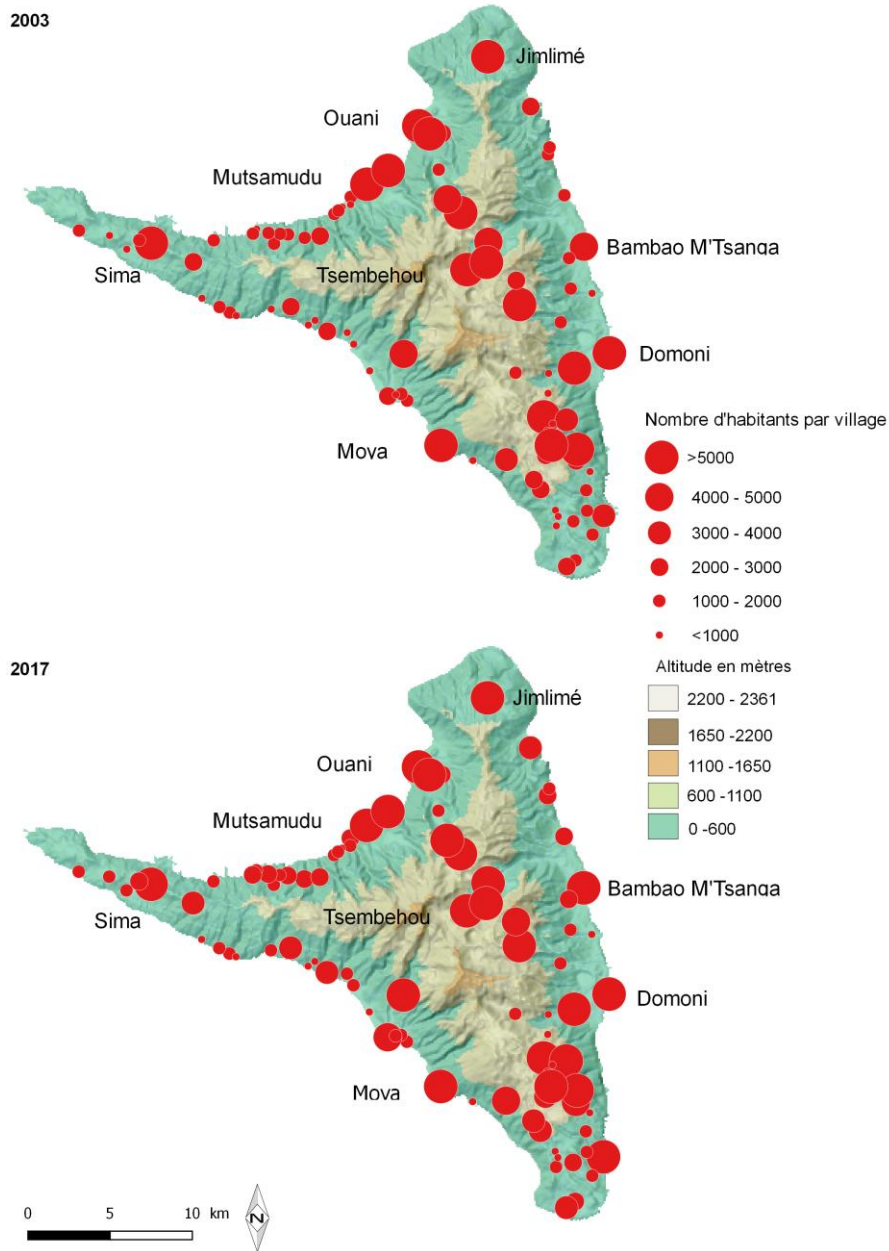 2003
Jimlimé
Ouani
Mutsamudu
Bambao M'Tsanga
Sima
Tsembehou
Domoni
Mova
Nombre d'habitants par village
>5000
4000 - 5000
3000 - 4000
2000 - 3000
1000 - 2000
<1000
2017
Altitude en mètres
2200 - 2361
1650 -2200
1100 -1650
600 -1100
0 -600
Jimlimé
Ouani
Mutsamudu
Bambao M'Tsanga
Sima
Tsembehou
Domoni
Mova
0 5 10 km
N